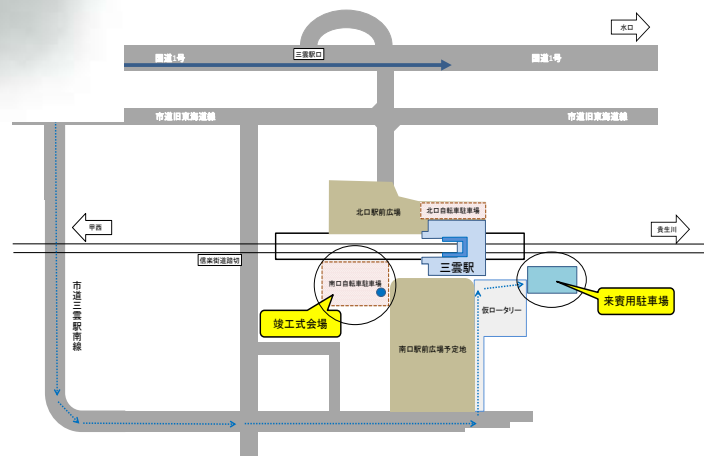 水口
国道1号
三雲駅口
国道1号
市道旧東海道線
市道旧東海道線
北口駅前広場
北口自転車駐車場
甲西
貴生川
信楽街道踏切
三雲駅
南口自転車駐車場
市道三雲駅南線
竣工式会場
仮ロータリー
来賓用駐車場
南口駅前広場予定地